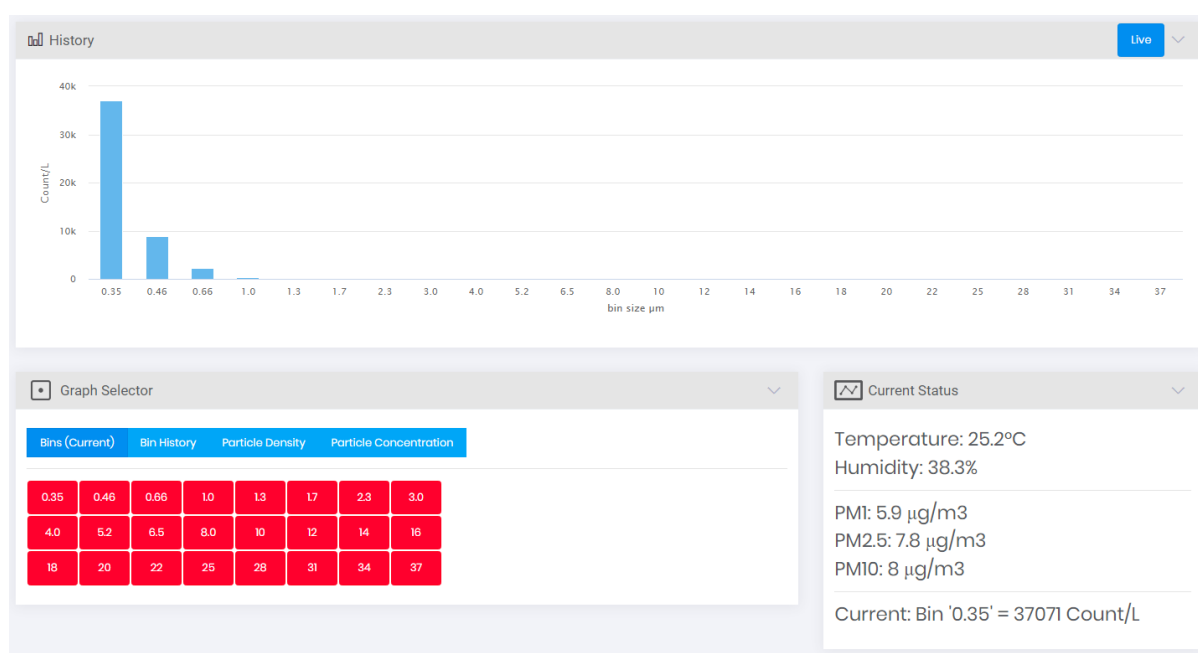 History
Live
40k
30k
20k
10k
0
Count/L
0.35 0.46 0.66 1.0 1.3 1.7 2.3 3.0 4.0 5.2 6.5 8.0 10 12 14 16 18 20 22 25 28 31 34 37
bin size µm
Graph Selector
Bins (Current) Bin History Particle Density Particle Concentration
0.35 0.46 0.66 1.0 1.3 1.7 2.3 3.0
4.0 5.2 6.5 8.0 10 12 14 16
18 20 22 25 28 31 34 37
Current Status
Temperature: 25.2°C
Humidity: 38.3%
PM1: 5.9 µg/m3
PM2.5: 7.8 µg/m3
PM10: 8 µg/m3
Current: Bin '0.35' = 37071 Count/L